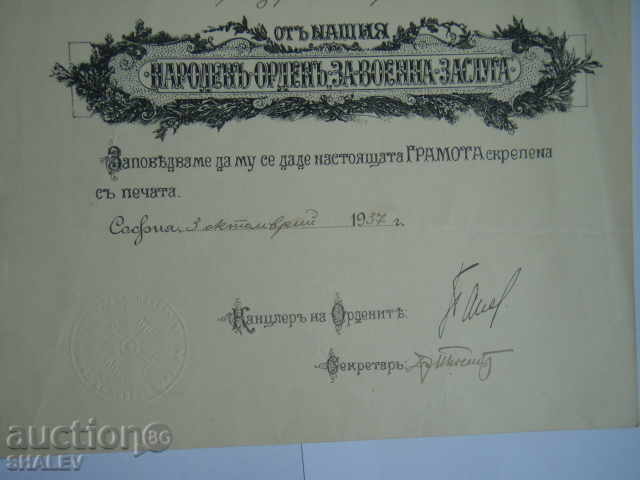 ОТЪ НАШИЯ
НАРОДЕНЪ·ОРДЕНЪ·ЗА·ВОЕННА·ЗАСЛУГА
Заповѣдваме да му се даде настоящата ГРАМОТА скрепена
съ печата.
София, 3 октомврий 1937 г.
Канцлеръ на Орденитѣ:
Секретарь:
auction BG
SHALEV